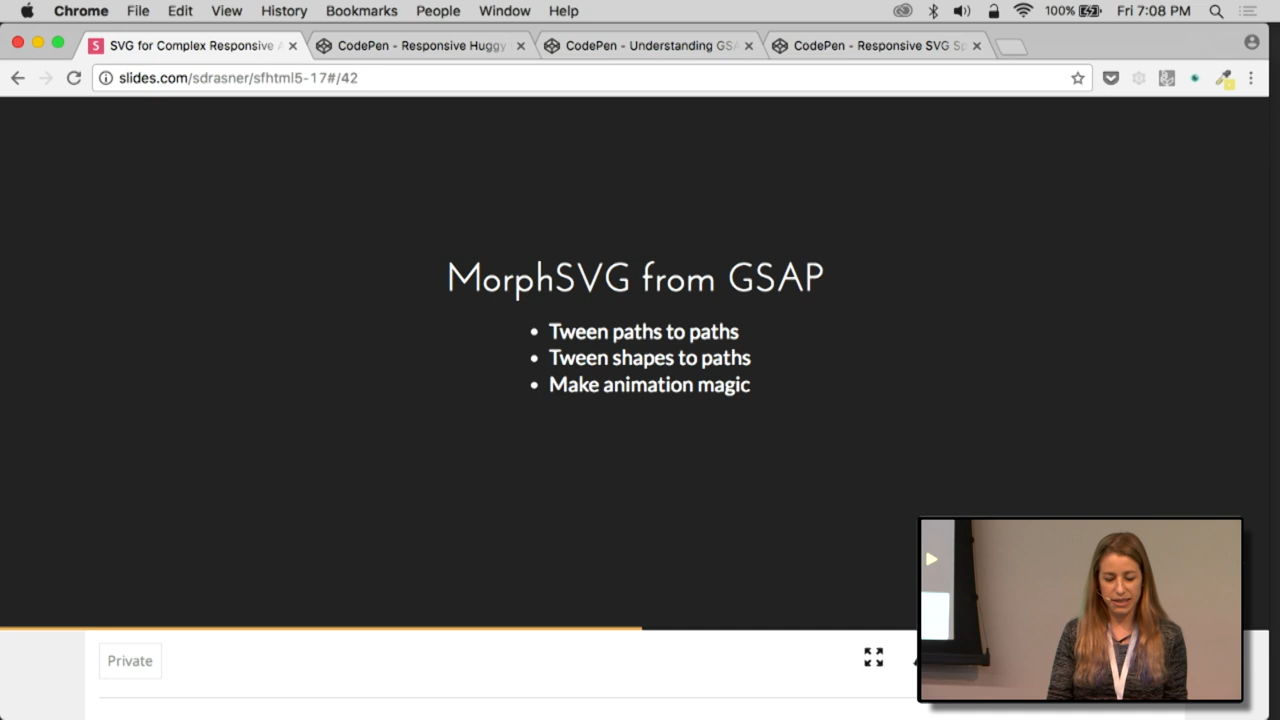 Chrome File Edit View History Bookmarks People Window Help 100% Fri 7:08 PM
S SVG for Complex Responsive
CodePen - Responsive Huggy
CodePen - Understanding GSA
CodePen - Responsive SVG Sp
slides.com/sdrasner/sfhtml5-17#/42
MorphSVG from GSAP
• Tween paths to paths
• Tween shapes to paths
• Make animation magic
Private